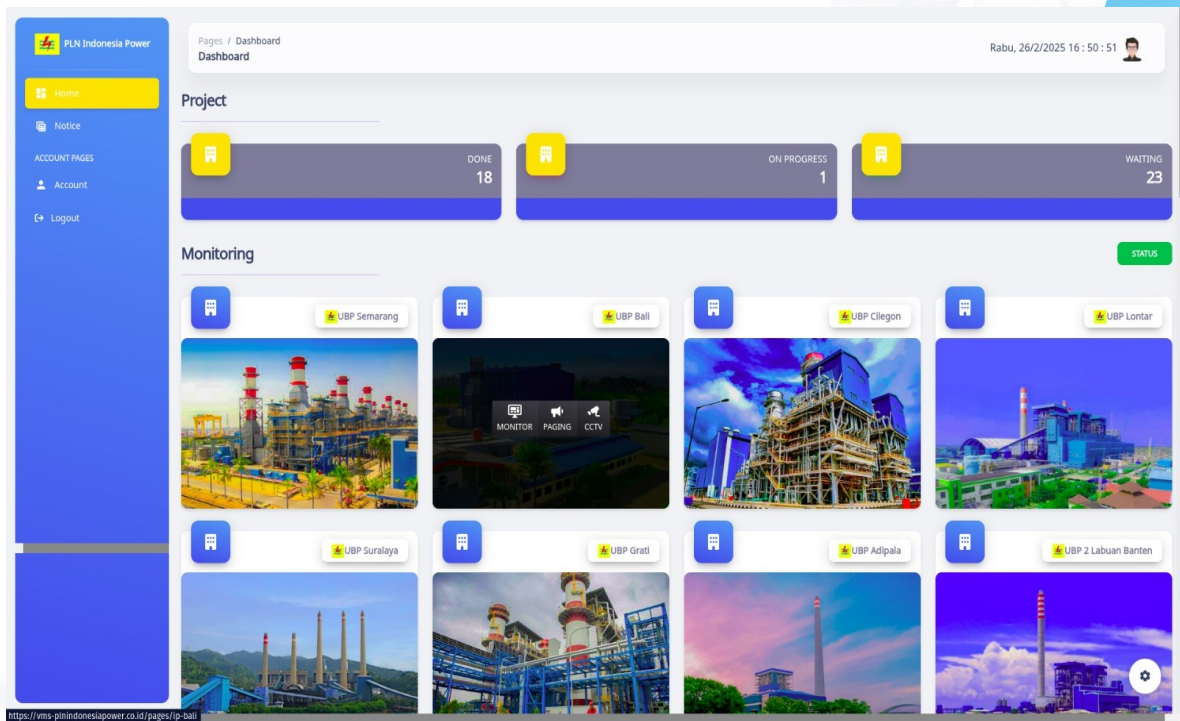 PLN Indonesia Power
Pages / Dashboard
Dashboard
Rabu, 26/2/2025 16 : 50 : 51
Home
Notice
ACCOUNT PAGES
Account
Logout
Project
DONE
18
ON PROGRESS
1
WAITING
23
Monitoring
STATUS
UBP Semarang
UBP Bali
UBP Cilegon
UBP Lontar
MONITOR PAGING CCTV
UBP Suralaya
UBP Grati
UBP Adipala
UBP 2 Labuan Banten
https://vms-plnindonesiapower.co.id/pages/ip-bali